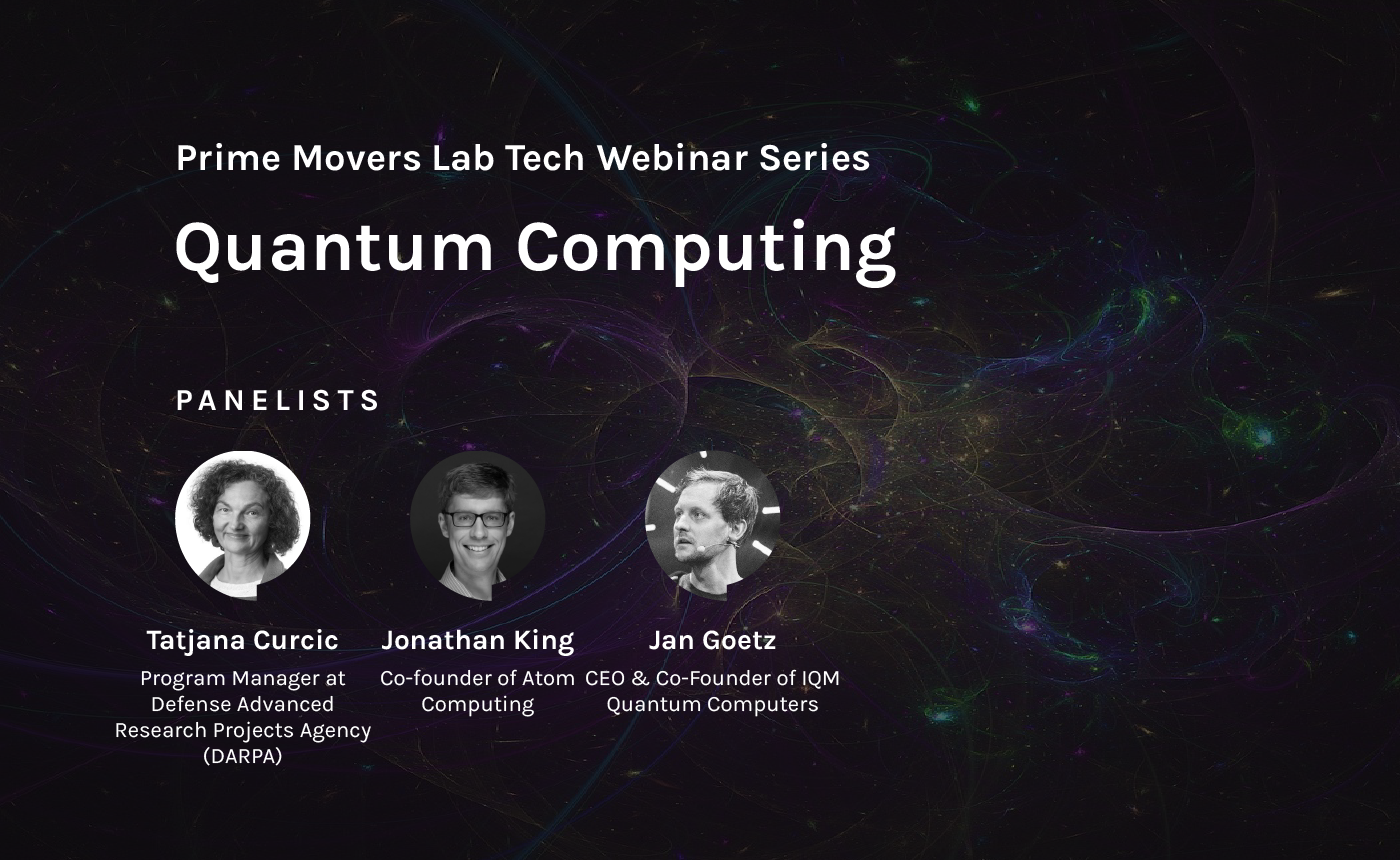 Prime Movers Lab Tech Webinar Series
Quantum Computing
PANELISTS
Tatjana Curcic
Program Manager at
Defense Advanced
Research Projects Agency
(DARPA)
Jonathan King
Co-founder of Atom
Computing
Jan Goetz
CEO & Co-Founder of IQM
Quantum Computers